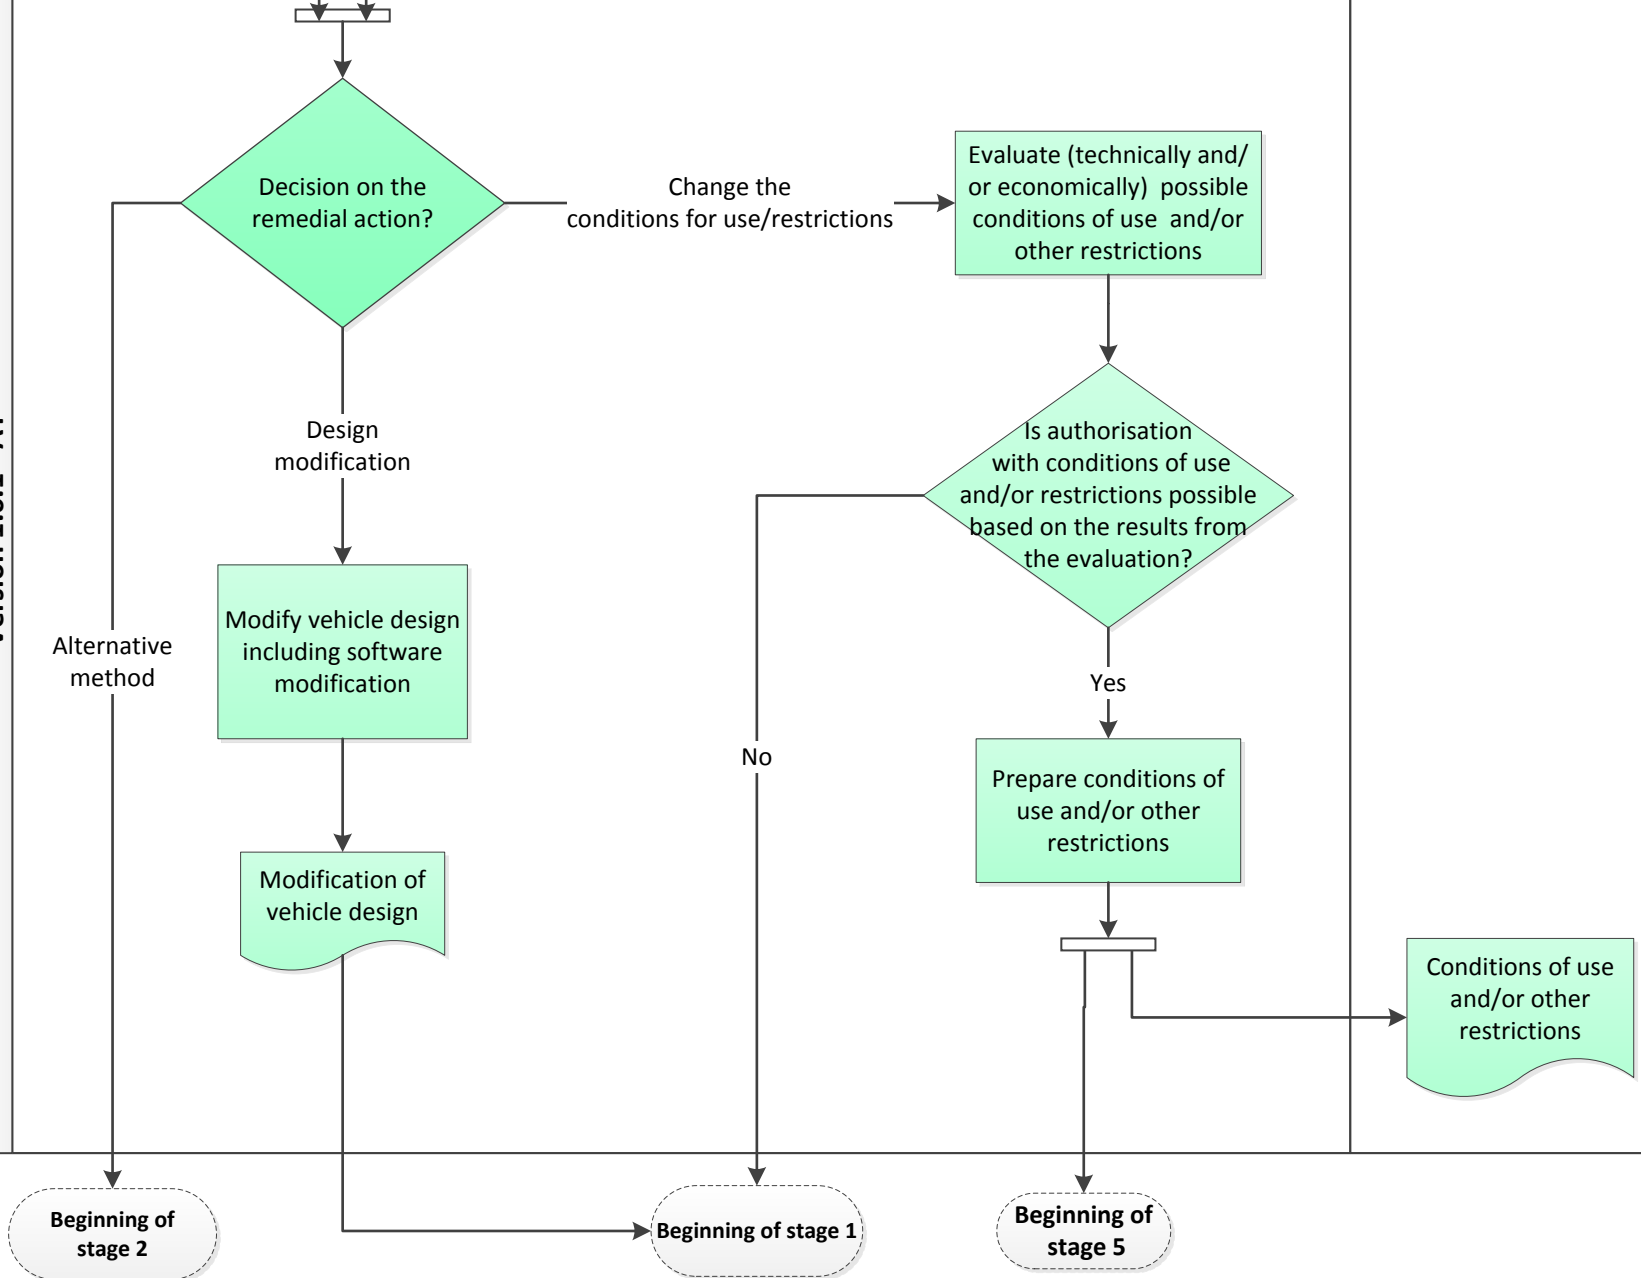 Decision on the
remedial action?
Change the
conditions for use/restrictions
Evaluate (technically and/
or economically) possible
conditions of use and/or
other restrictions
Design
modification
Is authorisation
with conditions of use
and/or restrictions possible
based on the results from
the evaluation?
Alternative
method
Modify vehicle design
including software
modification
Yes
No
Prepare conditions of
use and/or other
restrictions
Modification of
vehicle design
Conditions of use
and/or other
restrictions
Beginning of
stage 2
Beginning of stage 1
Beginning of
stage 5